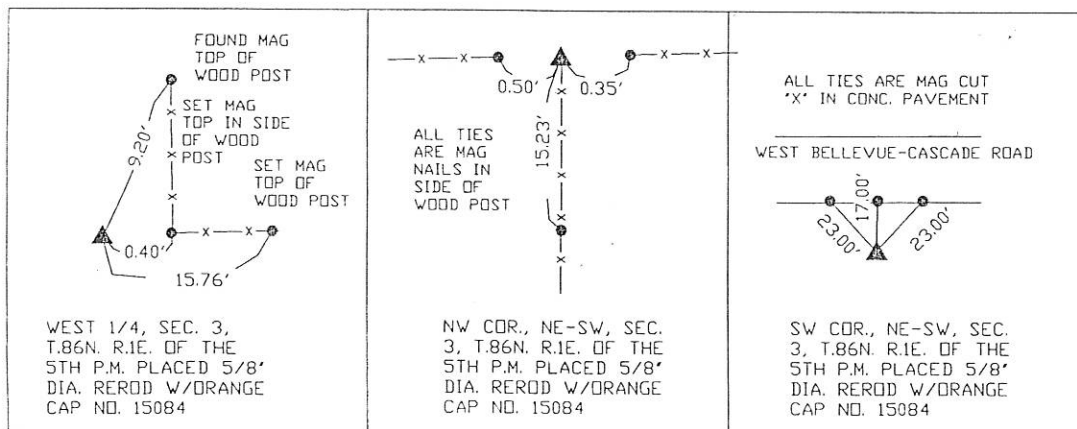 FOUND MAG
TOP OF
WOOD POST
SET MAG
TOP IN SIDE
OF WOOD
POST
SET MAG
TOP OF
WOOD POST
9.20'
0.40'
15.76'
WEST 1/4, SEC. 3,
T.86N. R.1E. OF THE
5TH P.M. PLACED 5/8"
DIA. REROD W/ORANGE
CAP NO. 15084
0.50'
0.35'
15.23'
ALL TIES
ARE MAG
NAILS IN
SIDE OF
WOOD POST
NW COR., NE-SW, SEC.
3, T.86N. R.1E. OF THE
5TH P.M. PLACED 5/8"
DIA. REROD W/ORANGE
CAP NO. 15084
ALL TIES ARE MAG CUT
"X" IN CONC. PAVEMENT
WEST BELLEVUE-CASCADE ROAD
17.00'
23.00'
23.00'
SW COR., NE-SW, SEC.
3, T.86N. R.1E. OF THE
5TH P.M. PLACED 5/8"
DIA. REROD W/ORANGE
CAP NO. 15084